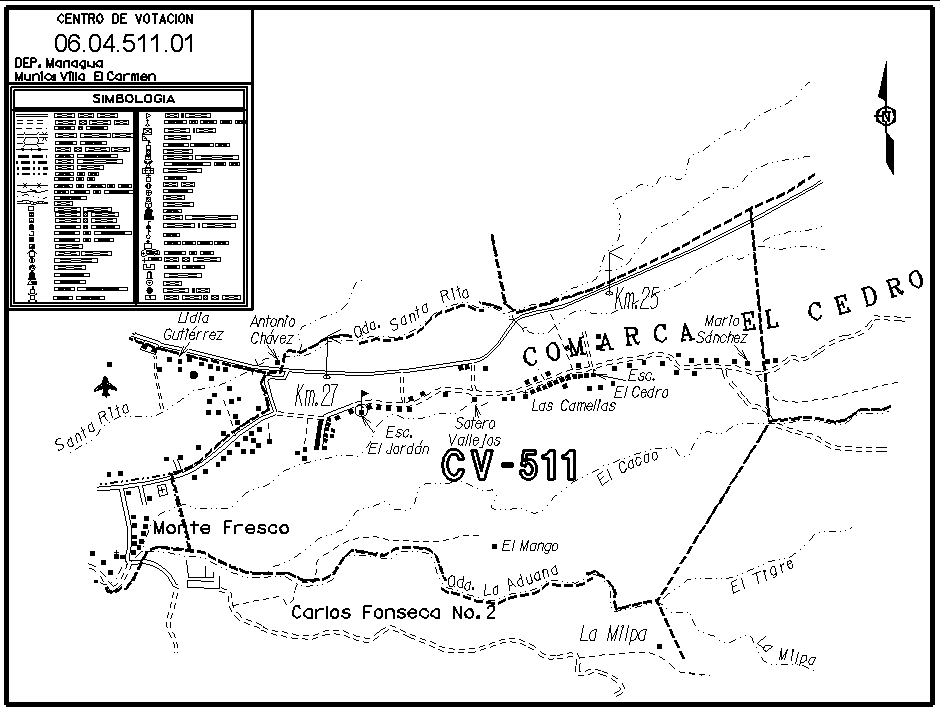 CENTRO DE VOTACION
06.04.511.01
DEP. Managua
Munic: Villa El Carmen
SIMBOLOGIA
N
Km.25
COMARCA EL CEDRO
Lidia
Gutiérrez
Antonio
Chávez
Qda. Santa Rita
Mario
Sánchez
Km.27
Esc.
El Cedro
Las Camellas
Santa Rita
Esc.
El Jordán
Sotero
Vallejos
CV-511
El Cacao
Monte Fresco
El Mango
Qda. La Aduana
El Tigre
Carlos Fonseca No.2
La Milpa
La Milpa